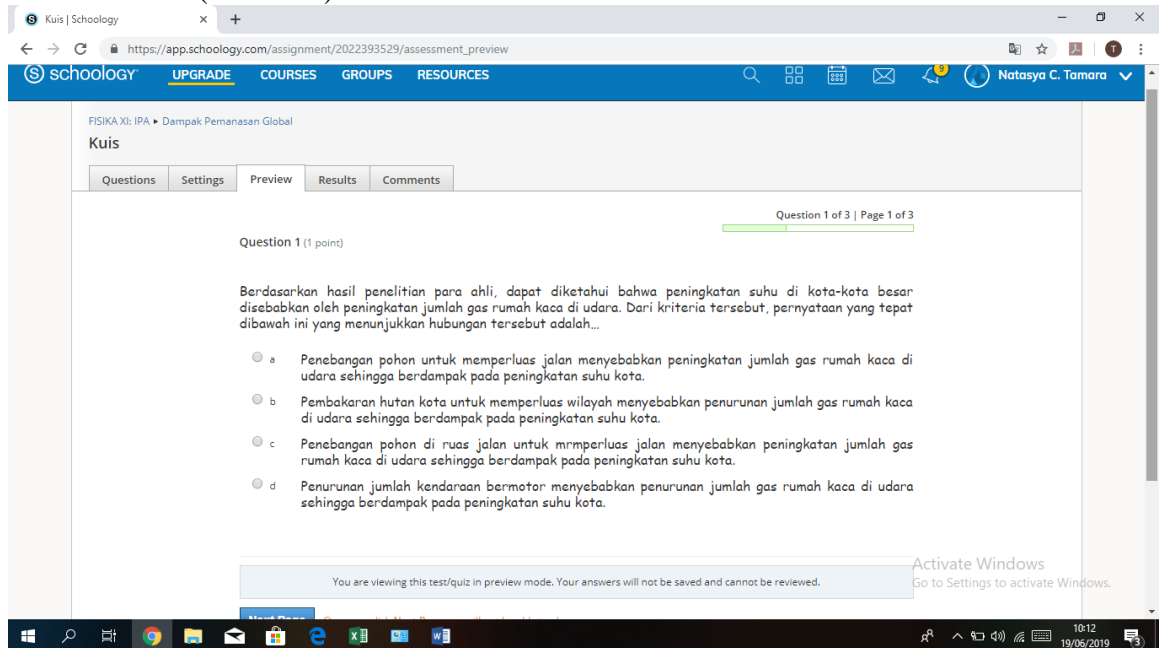 Kuis | Schoology
https://app.schoology.com/assignment/2022393529/assessment_preview
schoology UPGRADE COURSES GROUPS RESOURCES 9 Natasya C. Tamara
FISIKA XI: IPA ▸ Dampak Pemanasan Global
Kuis
Questions Settings Preview Results Comments
Question 1 of 3 | Page 1 of 3
Question 1 (1 point)
Berdasarkan hasil penelitian para ahli, dapat diketahui bahwa peningkatan suhu di kota-kota besar
disebabkan oleh peningkatan jumlah gas rumah kaca di udara. Dari kriteria tersebut, pernyataan yang tepat
dibawah ini yang menunjukkan hubungan tersebut adalah...
a Penebangan pohon untuk memperluas jalan menyebabkan peningkatan jumlah gas rumah kaca di
udara sehingga berdampak pada peningkatan suhu kota.
b Pembakaran hutan kota untuk memperluas wilayah menyebabkan penurunan jumlah gas rumah kaca
di udara sehingga berdampak pada peningkatan suhu kota.
c Penebangan pohon di ruas jalan untuk mrmperluas jalan menyebabkan peningkatan jumlah gas
rumah kaca di udara sehingga berdampak pada peningkatan suhu kota.
d Penurunan jumlah kendaraan bermotor menyebabkan penurunan jumlah gas rumah kaca di udara
sehingga berdampak pada peningkatan suhu kota.
You are viewing this test/quiz in preview mode. Your answers will not be saved and cannot be reviewed.
Activate Windows
Go to Settings to activate Windows.
Next Page
10:12
19/06/2019